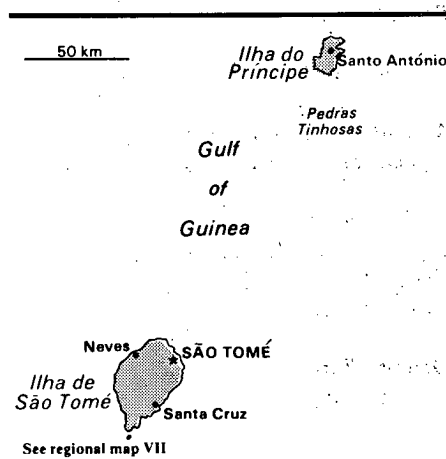 50 km
Ilha do
Príncipe
Santo António
Pedras
Tinhosas
Gulf
of
Guinea
Neves
SÃO TOMÉ
Ilha de
São Tomé
Santa Cruz
See regional map VII